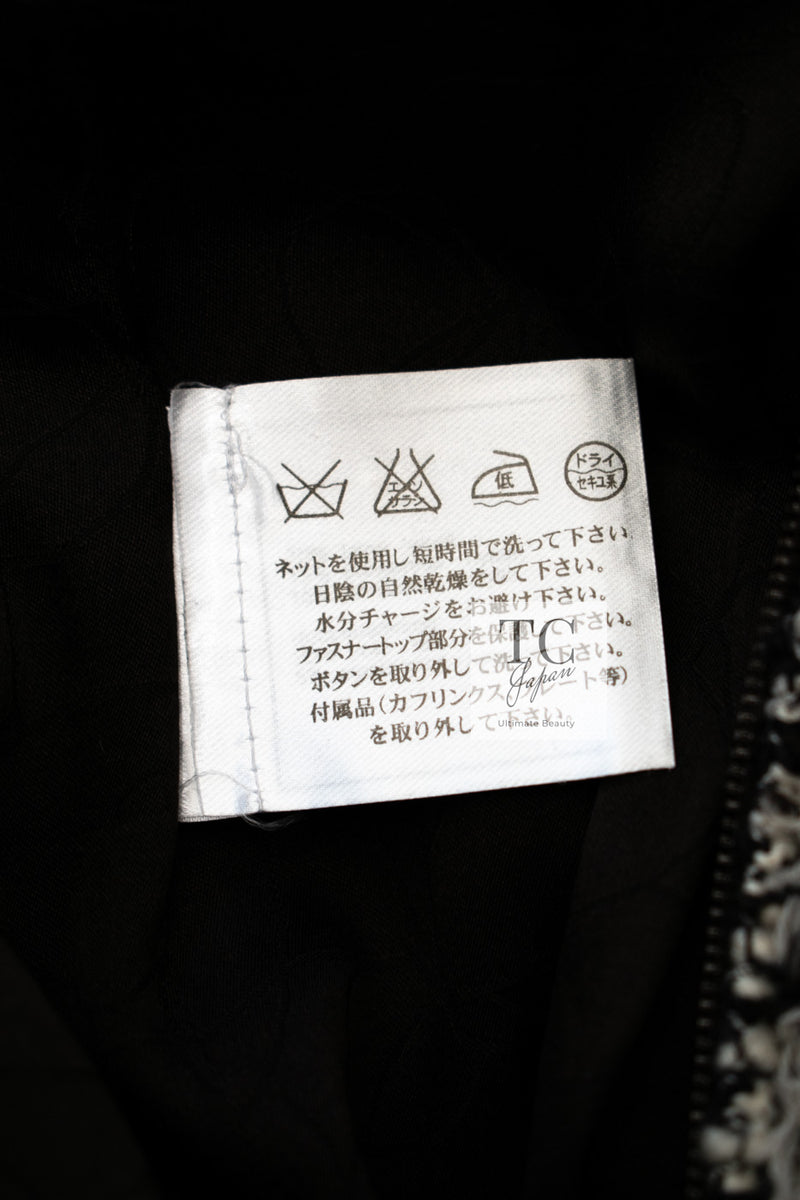 エンソ
サラシ
低
ドライ
セキユ系
ネットを使用し短時間で洗って下さい。
日陰の自然乾燥をして下さい。
水分チャージをお避け下さい。
ファスナートップ部分を保護して下さい。
ボタンを取り外して洗って下さい。
付属品(カフリンクス、プレート等)
を取り外して下さい。
TC
Japan
Ultimate Beauty